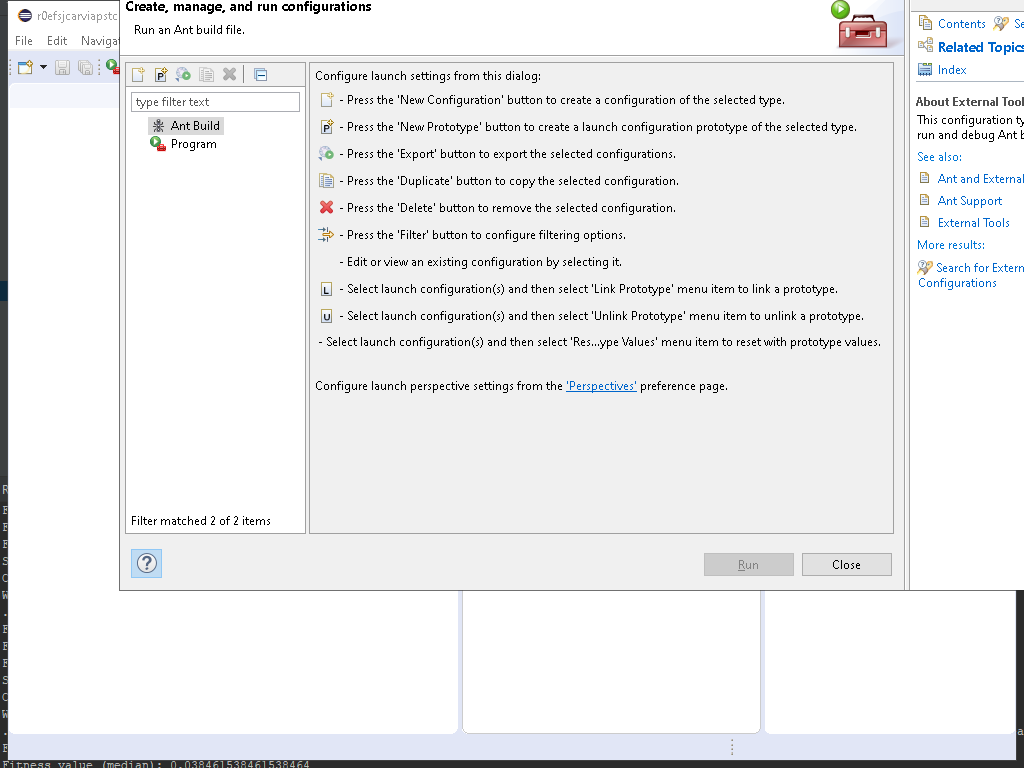 Create, manage, and run configurations
Run an Ant build file.
r0efsjcarviapstc
File Edit Naviga
type filter text
Ant Build
Program
Filter matched 2 of 2 items
Configure launch settings from this dialog:
- Press the 'New Configuration' button to create a configuration of the selected type.
- Press the 'New Prototype' button to create a launch configuration prototype of the selected type.
- Press the 'Export' button to export the selected configurations.
- Press the 'Duplicate' button to copy the selected configuration.
- Press the 'Delete' button to remove the selected configuration.
- Press the 'Filter' button to configure filtering options.
- Edit or view an existing configuration by selecting it.
L - Select launch configuration(s) and then select 'Link Prototype' menu item to link a prototype.
U - Select launch configuration(s) and then select 'Unlink Prototype' menu item to unlink a prototype.
- Select launch configuration(s) and then select 'Res...ype Values' menu item to reset with prototype values.
Configure launch perspective settings from the 'Perspectives' preference page.
Run
Close
Contents Se
Related Topics
Index
About External Tool
This configuration ty
run and debug Ant b
See also:
Ant and External
Ant Support
External Tools
More results:
Search for Extern
Configurations
Fitness value (median): 0.038461538461538464